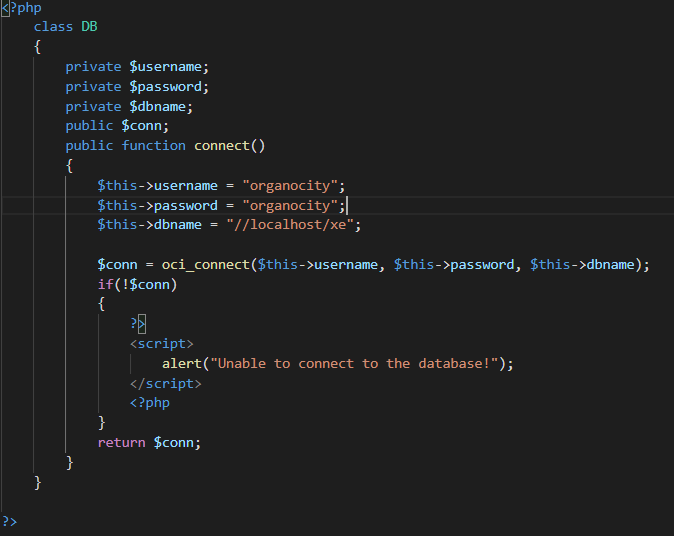 <?php
class DB
{
private $username;
private $password;
private $dbname;
public $conn;
public function connect()
{
$this->username = "organocity";
$this->password = "organocity";
$this->dbname = "//localhost/xe";
$conn = oci_connect($this->username, $this->password, $this->dbname);
if(!$conn)
{
?>
<script>
alert("Unable to connect to the database!");
</script>
<?php
}
return $conn;
}
}
?>